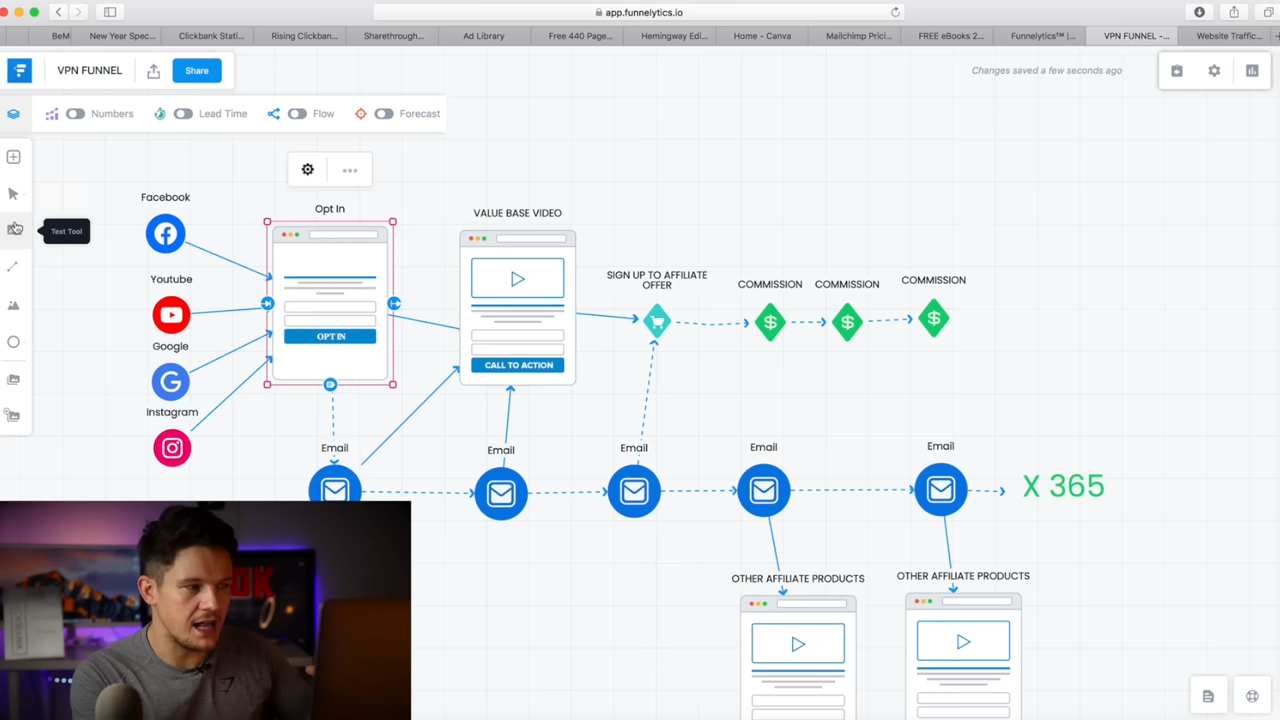 app.funnelytics.io
BeM
New Year Spec...
Clickbank Stati...
Rising Clickban...
Sharethrough...
Ad Library
Free 440 Page...
Hemingway Edi...
Home - Canva
Mailchimp Prici...
FREE eBooks 2...
Funnelytics™ |...
VPN FUNNEL -...
Website Traffic...
VPN FUNNEL
Share
Changes saved a few seconds ago
Numbers
Lead Time
Flow
Forecast
Text Tool
Facebook
Youtube
Google
Instagram
Opt In
OPT IN
VALUE BASE VIDEO
CALL TO ACTION
SIGN UP TO AFFILIATE
OFFER
COMMISSION
COMMISSION
COMMISSION
Email
Email
Email
Email
Email
X 365
OTHER AFFILIATE PRODUCTS
OTHER AFFILIATE PRODUCTS